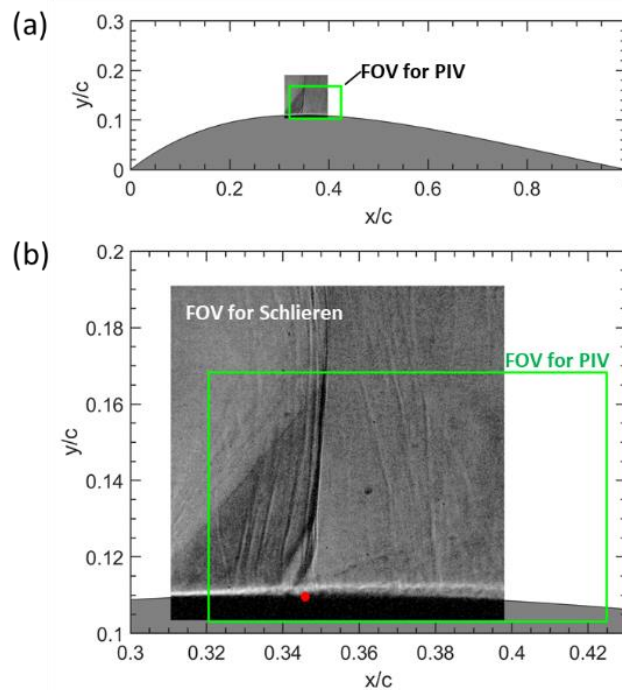 (a)
0.3
0.2
0.1
0
y/c
FOV for PIV
0 0.2 0.4 0.6 0.8
x/c
(b)
0.2
0.18
0.16
0.14
0.12
0.1
y/c
FOV for Schlieren
FOV for PIV
0.3 0.32 0.34 0.36 0.38 0.4 0.42
x/c